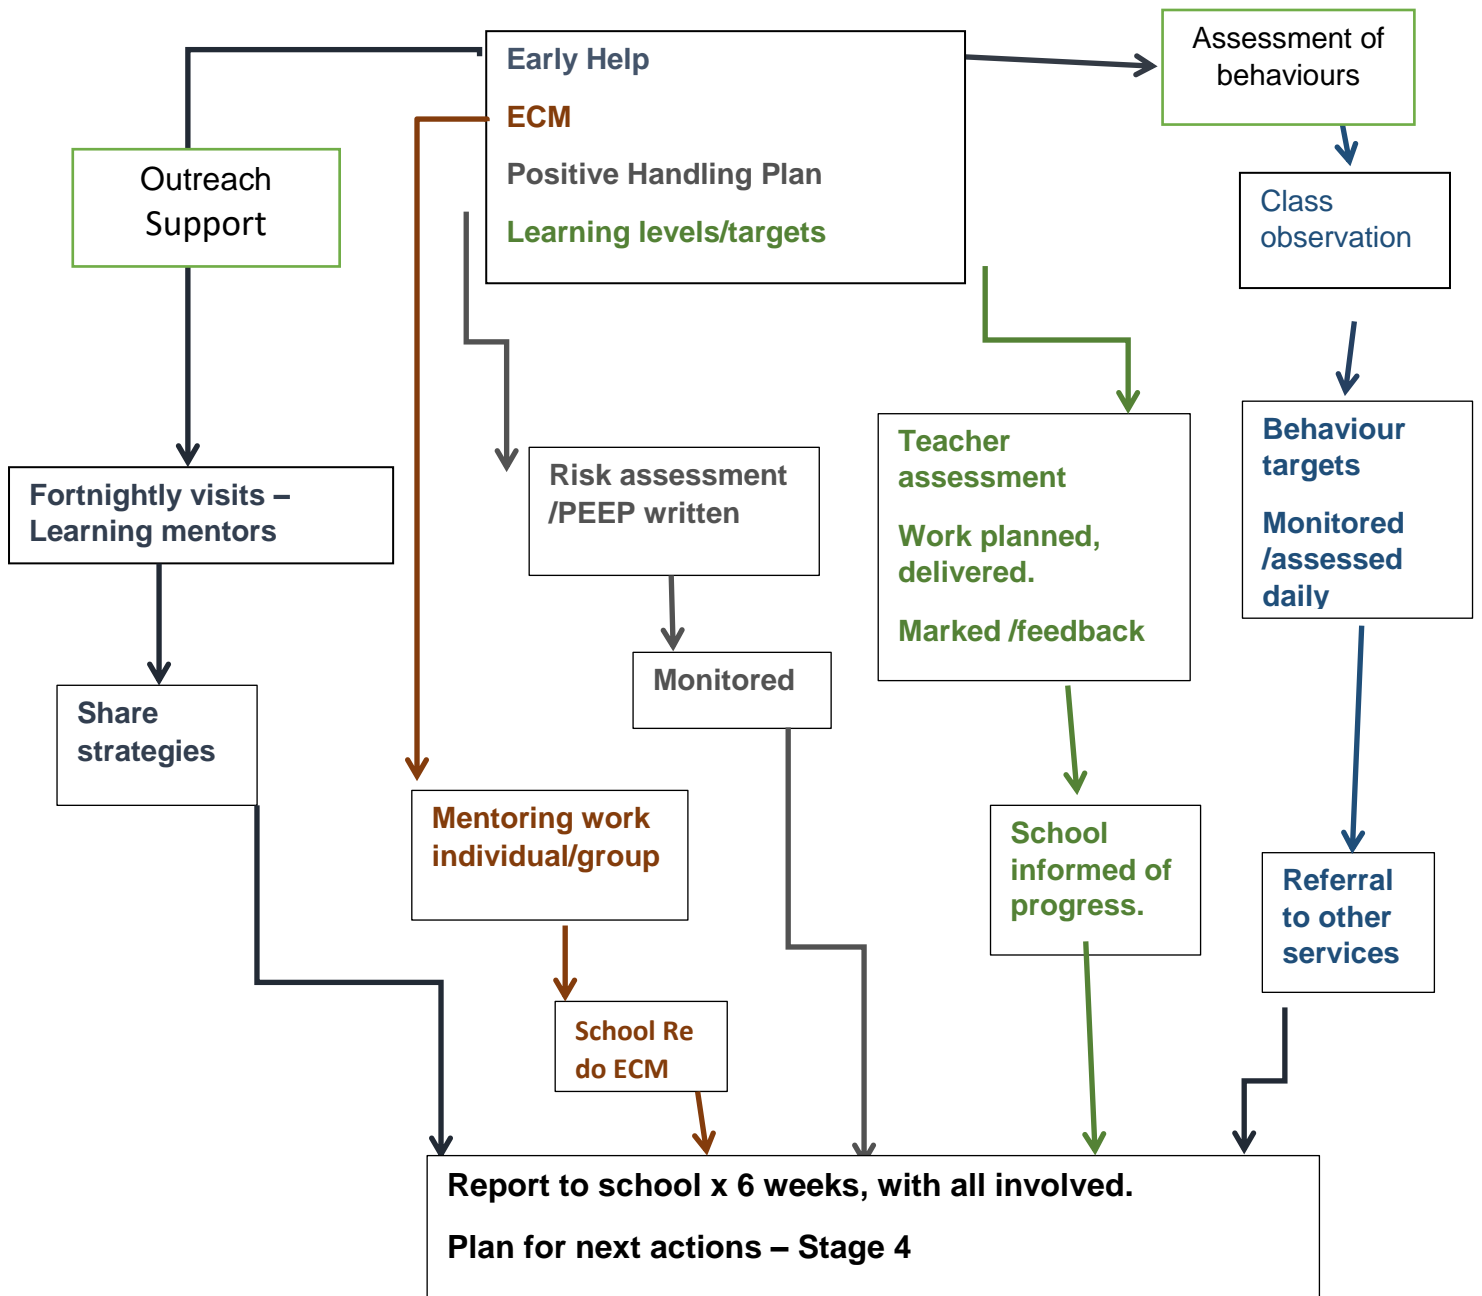 Early Help
ECM
Positive Handling Plan
Learning levels/targets
Assessment of
behaviours
Outreach
Support
Class
observation
Fortnightly visits –
Learning mentors
Risk assessment
/PEEP written
Teacher
assessment
Work planned,
delivered.
Marked /feedback
Behaviour
targets
Monitored
/assessed
daily
Share
strategies
Monitored
Mentoring work
individual/group
School
informed of
progress.
Referral
to other
services
School Re
do ECM
Report to school x 6 weeks, with all involved.
Plan for next actions – Stage 4